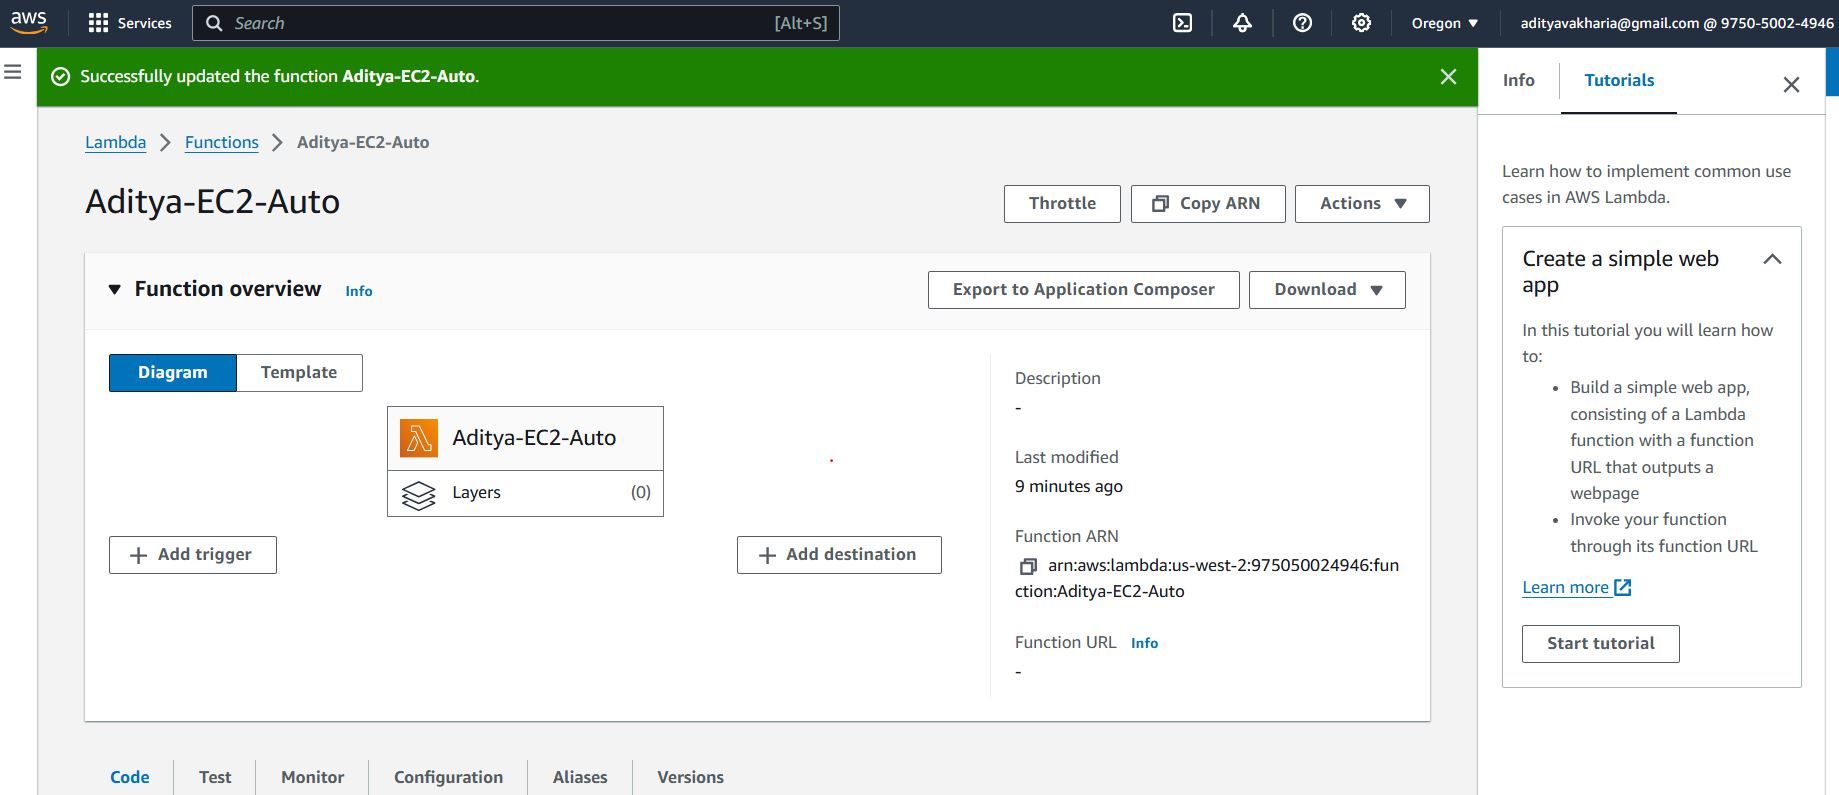 aws
Services
Search
[Alt+S]
Oregon
adityavakharia@gmail.com @ 9750-5002-4946
Successfully updated the function Aditya-EC2-Auto.
Info
Tutorials
Lambda
Functions
Aditya-EC2-Auto
Aditya-EC2-Auto
Throttle
Copy ARN
Actions
Function overview
Info
Export to Application Composer
Download
Diagram
Template
Aditya-EC2-Auto
Layers
(0)
Add trigger
Add destination
Description
-
Last modified
9 minutes ago
Function ARN
arn:aws:lambda:us-west-2:975050024946:fun
ction:Aditya-EC2-Auto
Function URL
Info
-
Code
Test
Monitor
Configuration
Aliases
Versions
Learn how to implement common use
cases in AWS Lambda.
Create a simple web
app
In this tutorial you will learn how
to:
• Build a simple web app,
consisting of a Lambda
function with a function
URL that outputs a
webpage
• Invoke your function
through its function URL
Learn more
Start tutorial